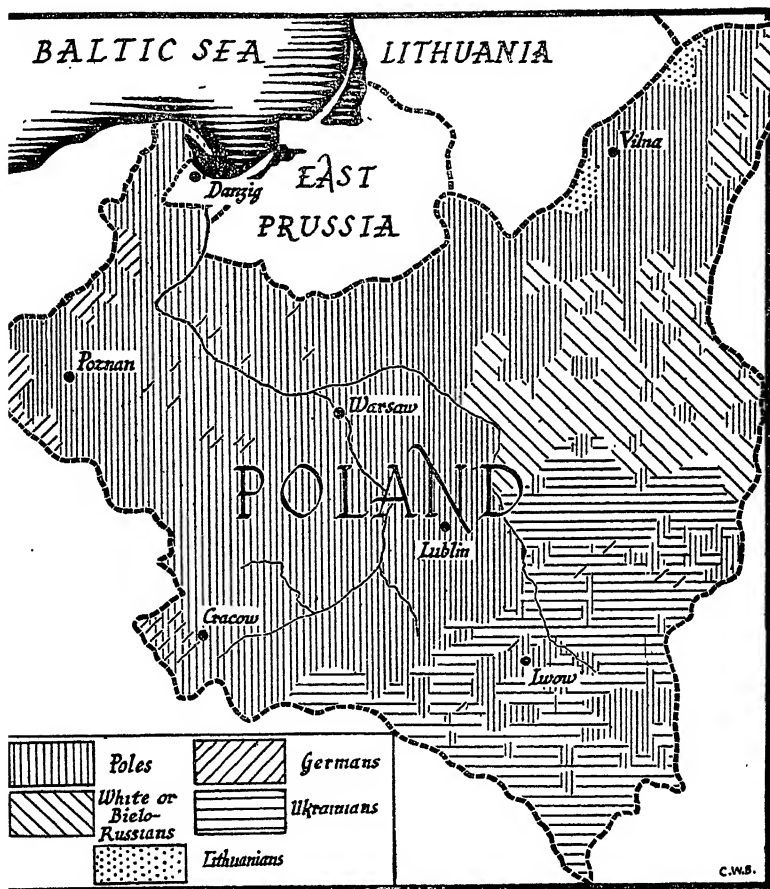 BALTIC SEA
LITHUANIA
Vilna
Danzig
EAST
PRUSSIA
Poznan
Warsaw
POLAND
Lublin
Cracow
Lwow
Poles
Germans
White or
Bielo-
Russians
Ukrainians
Lithuanians
C.W.B.